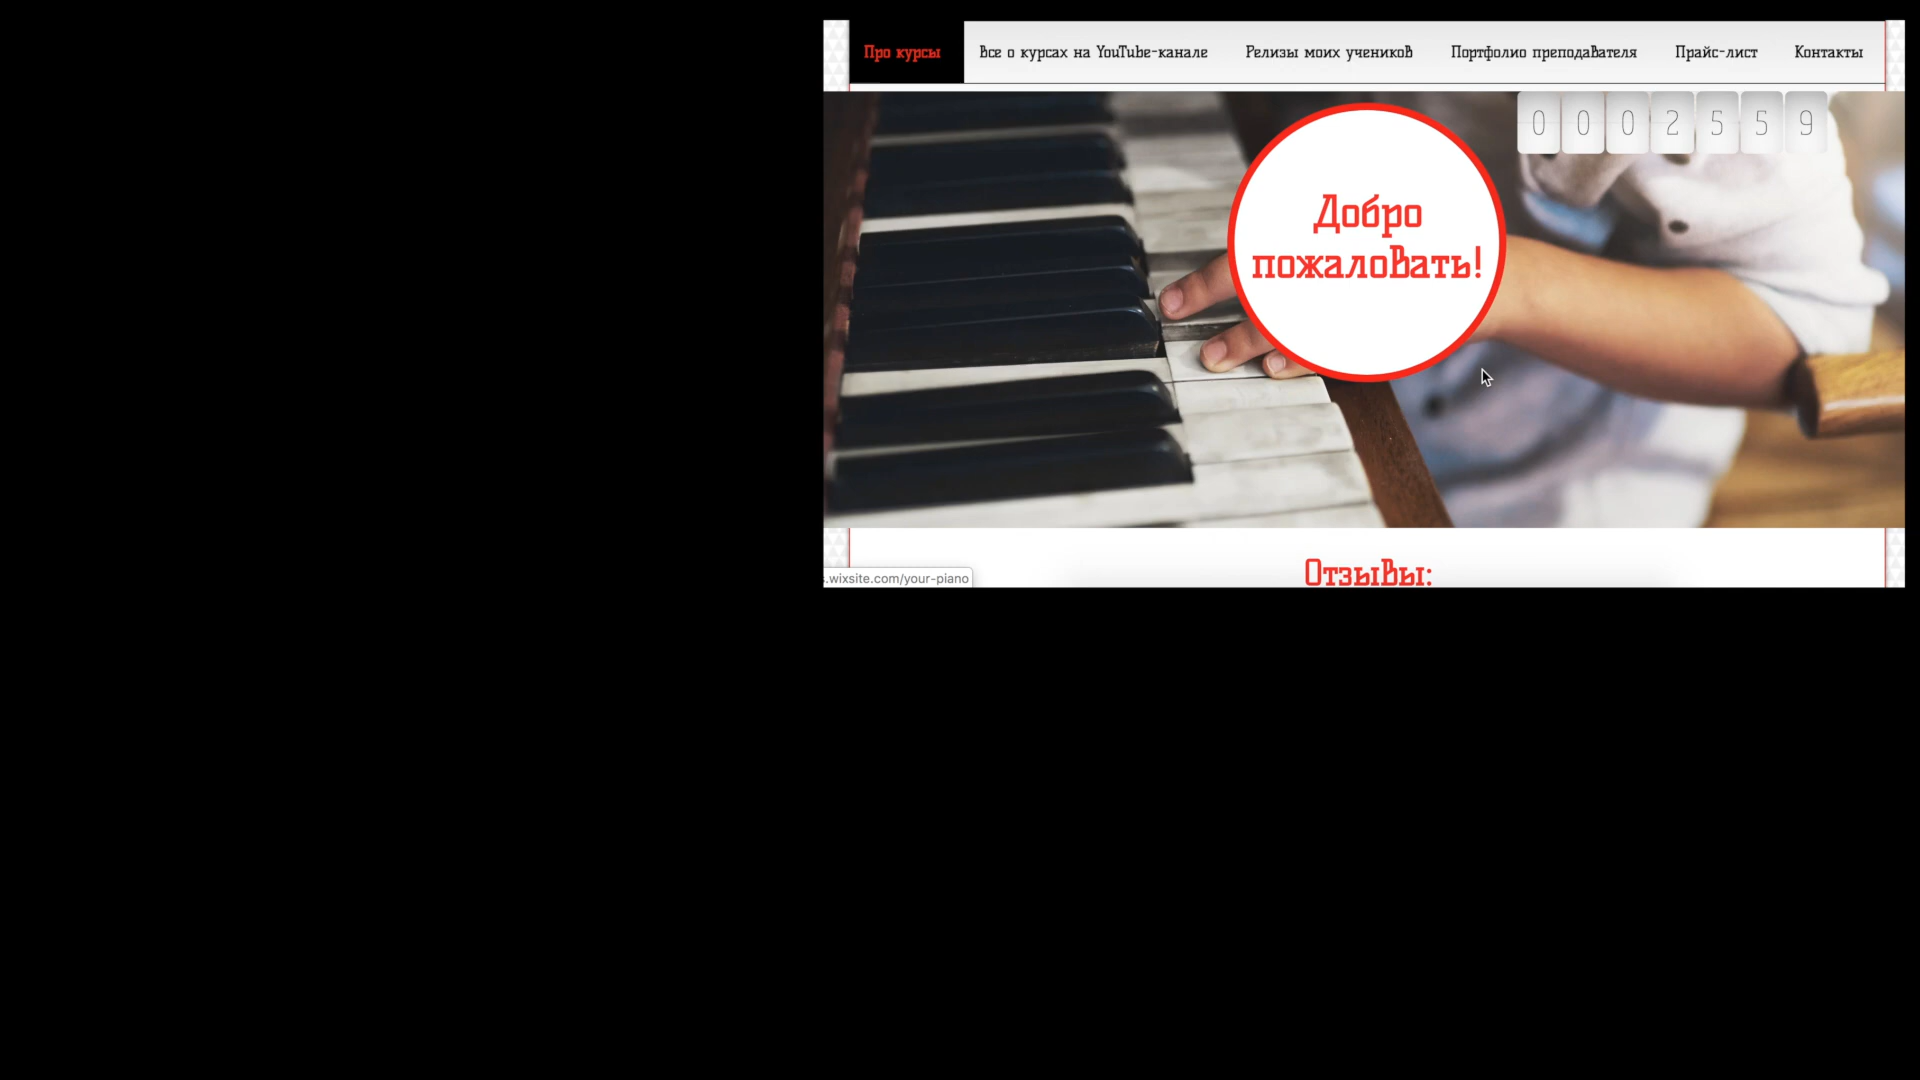 Про курсы
Все о курсах на YouTube-канале
Релизы моих учеников
Портфолио преподавателя
Прайс-лист
Контакты
0 0 0 2 5 5 9
Добро
пожаловать!
Отзывы:
.wixsite.com/your-piano